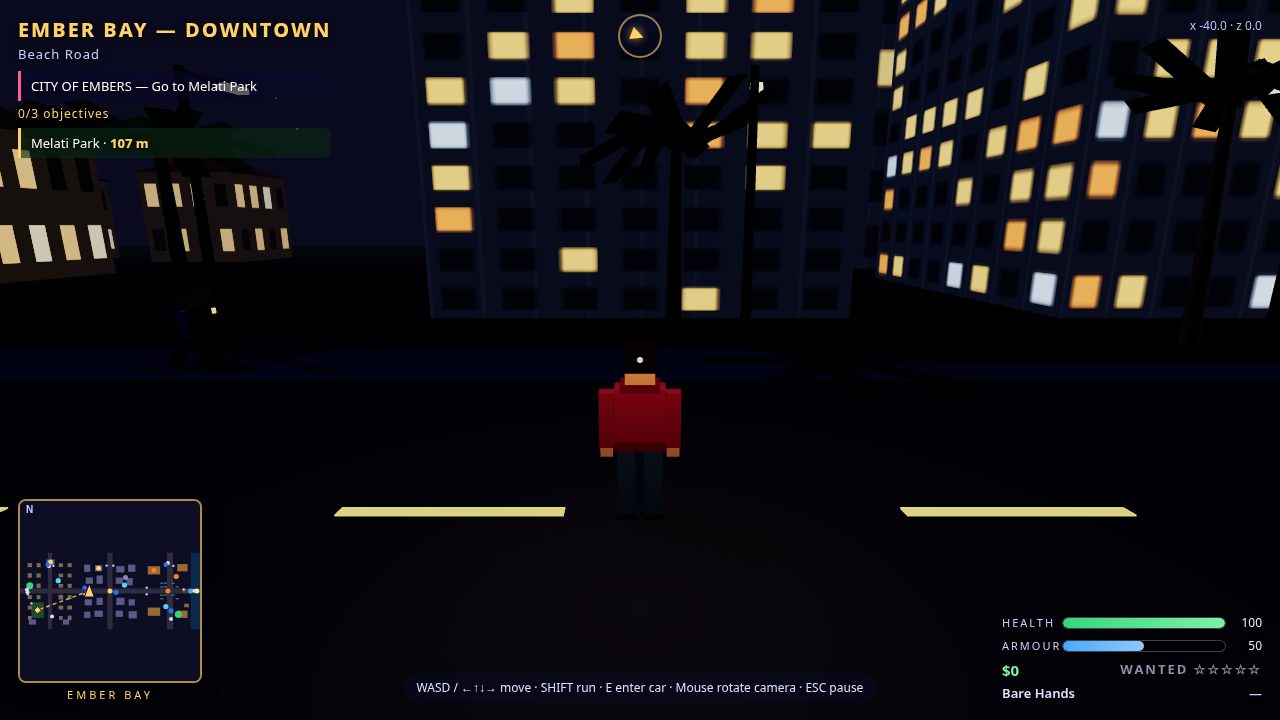 EMBER BAY — DOWNTOWN
Beach Road
x -40.0 · z 0.0
CITY OF EMBERS — Go to Melati Park
0/3 objectives
Melati Park · 107 m
N
EMBER BAY
WASD / ←↑↓→ move · SHIFT run · E enter car · Mouse rotate camera · ESC pause
HEALTH 100
ARMOUR 50
$0 WANTED ☆☆☆☆☆
Bare Hands —